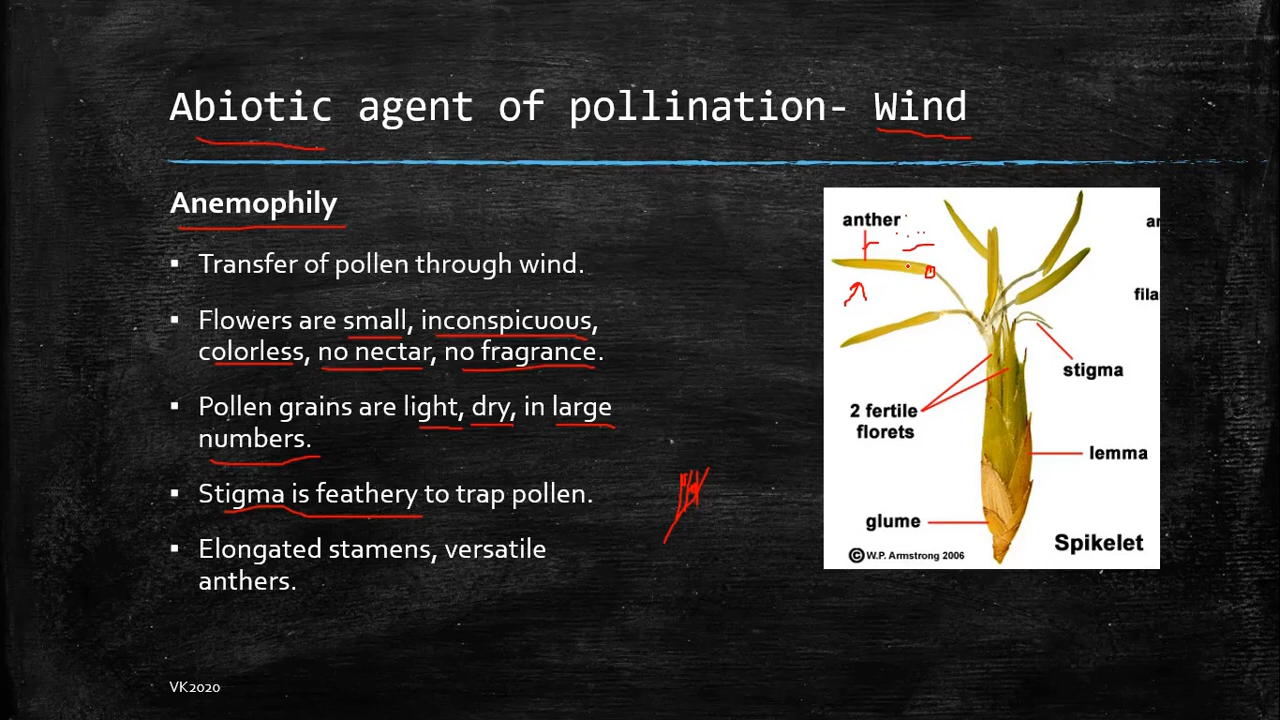 Abiotic agent of pollination- Wind
Anemophily
▪ Transfer of pollen through wind.
▪ Flowers are small, inconspicuous,
colorless, no nectar, no fragrance.
▪ Pollen grains are light, dry, in large
numbers.
▪ Stigma is feathery to trap pollen.
▪ Elongated stamens, versatile
anthers.
VK2020
anther
ar
fila
stigma
2 fertile
florets
lemma
glume
Spikelet
© W.P. Armstrong 2006